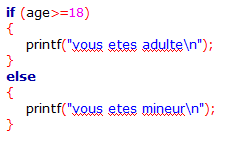 if (age>=18)
{
printf("vous etes adulte\n");
}
else
{
printf("vous etes mineur\n");
}